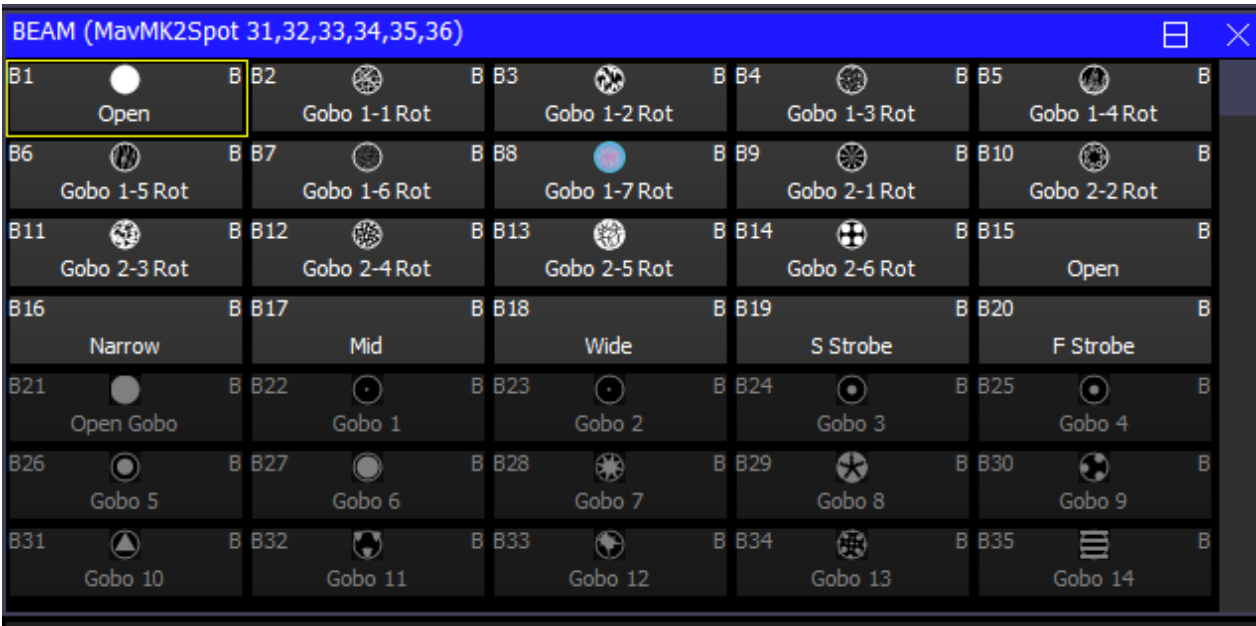 BEAM (MavMK2Spot 31,32,33,34,35,36)
B1 B B2 B B3 B B4 B B5 B
Open Gobo 1-1 Rot Gobo 1-2 Rot Gobo 1-3 Rot Gobo 1-4 Rot
B6 B B7 B B8 B B9 B B10 B
Gobo 1-5 Rot Gobo 1-6 Rot Gobo 1-7 Rot Gobo 2-1 Rot Gobo 2-2 Rot
B11 B B12 B B13 B B14 B B15 B
Gobo 2-3 Rot Gobo 2-4 Rot Gobo 2-5 Rot Gobo 2-6 Rot Open
B16 B B17 B B18 B B19 B B20 B
Narrow Mid Wide S Strobe F Strobe
B21 B B22 B B23 B B24 B B25 B
Open Gobo Gobo 1 Gobo 2 Gobo 3 Gobo 4
B26 B B27 B B28 B B29 B B30 B
Gobo 5 Gobo 6 Gobo 7 Gobo 8 Gobo 9
B31 B B32 B B33 B B34 B B35 B
Gobo 10 Gobo 11 Gobo 12 Gobo 13 Gobo 14